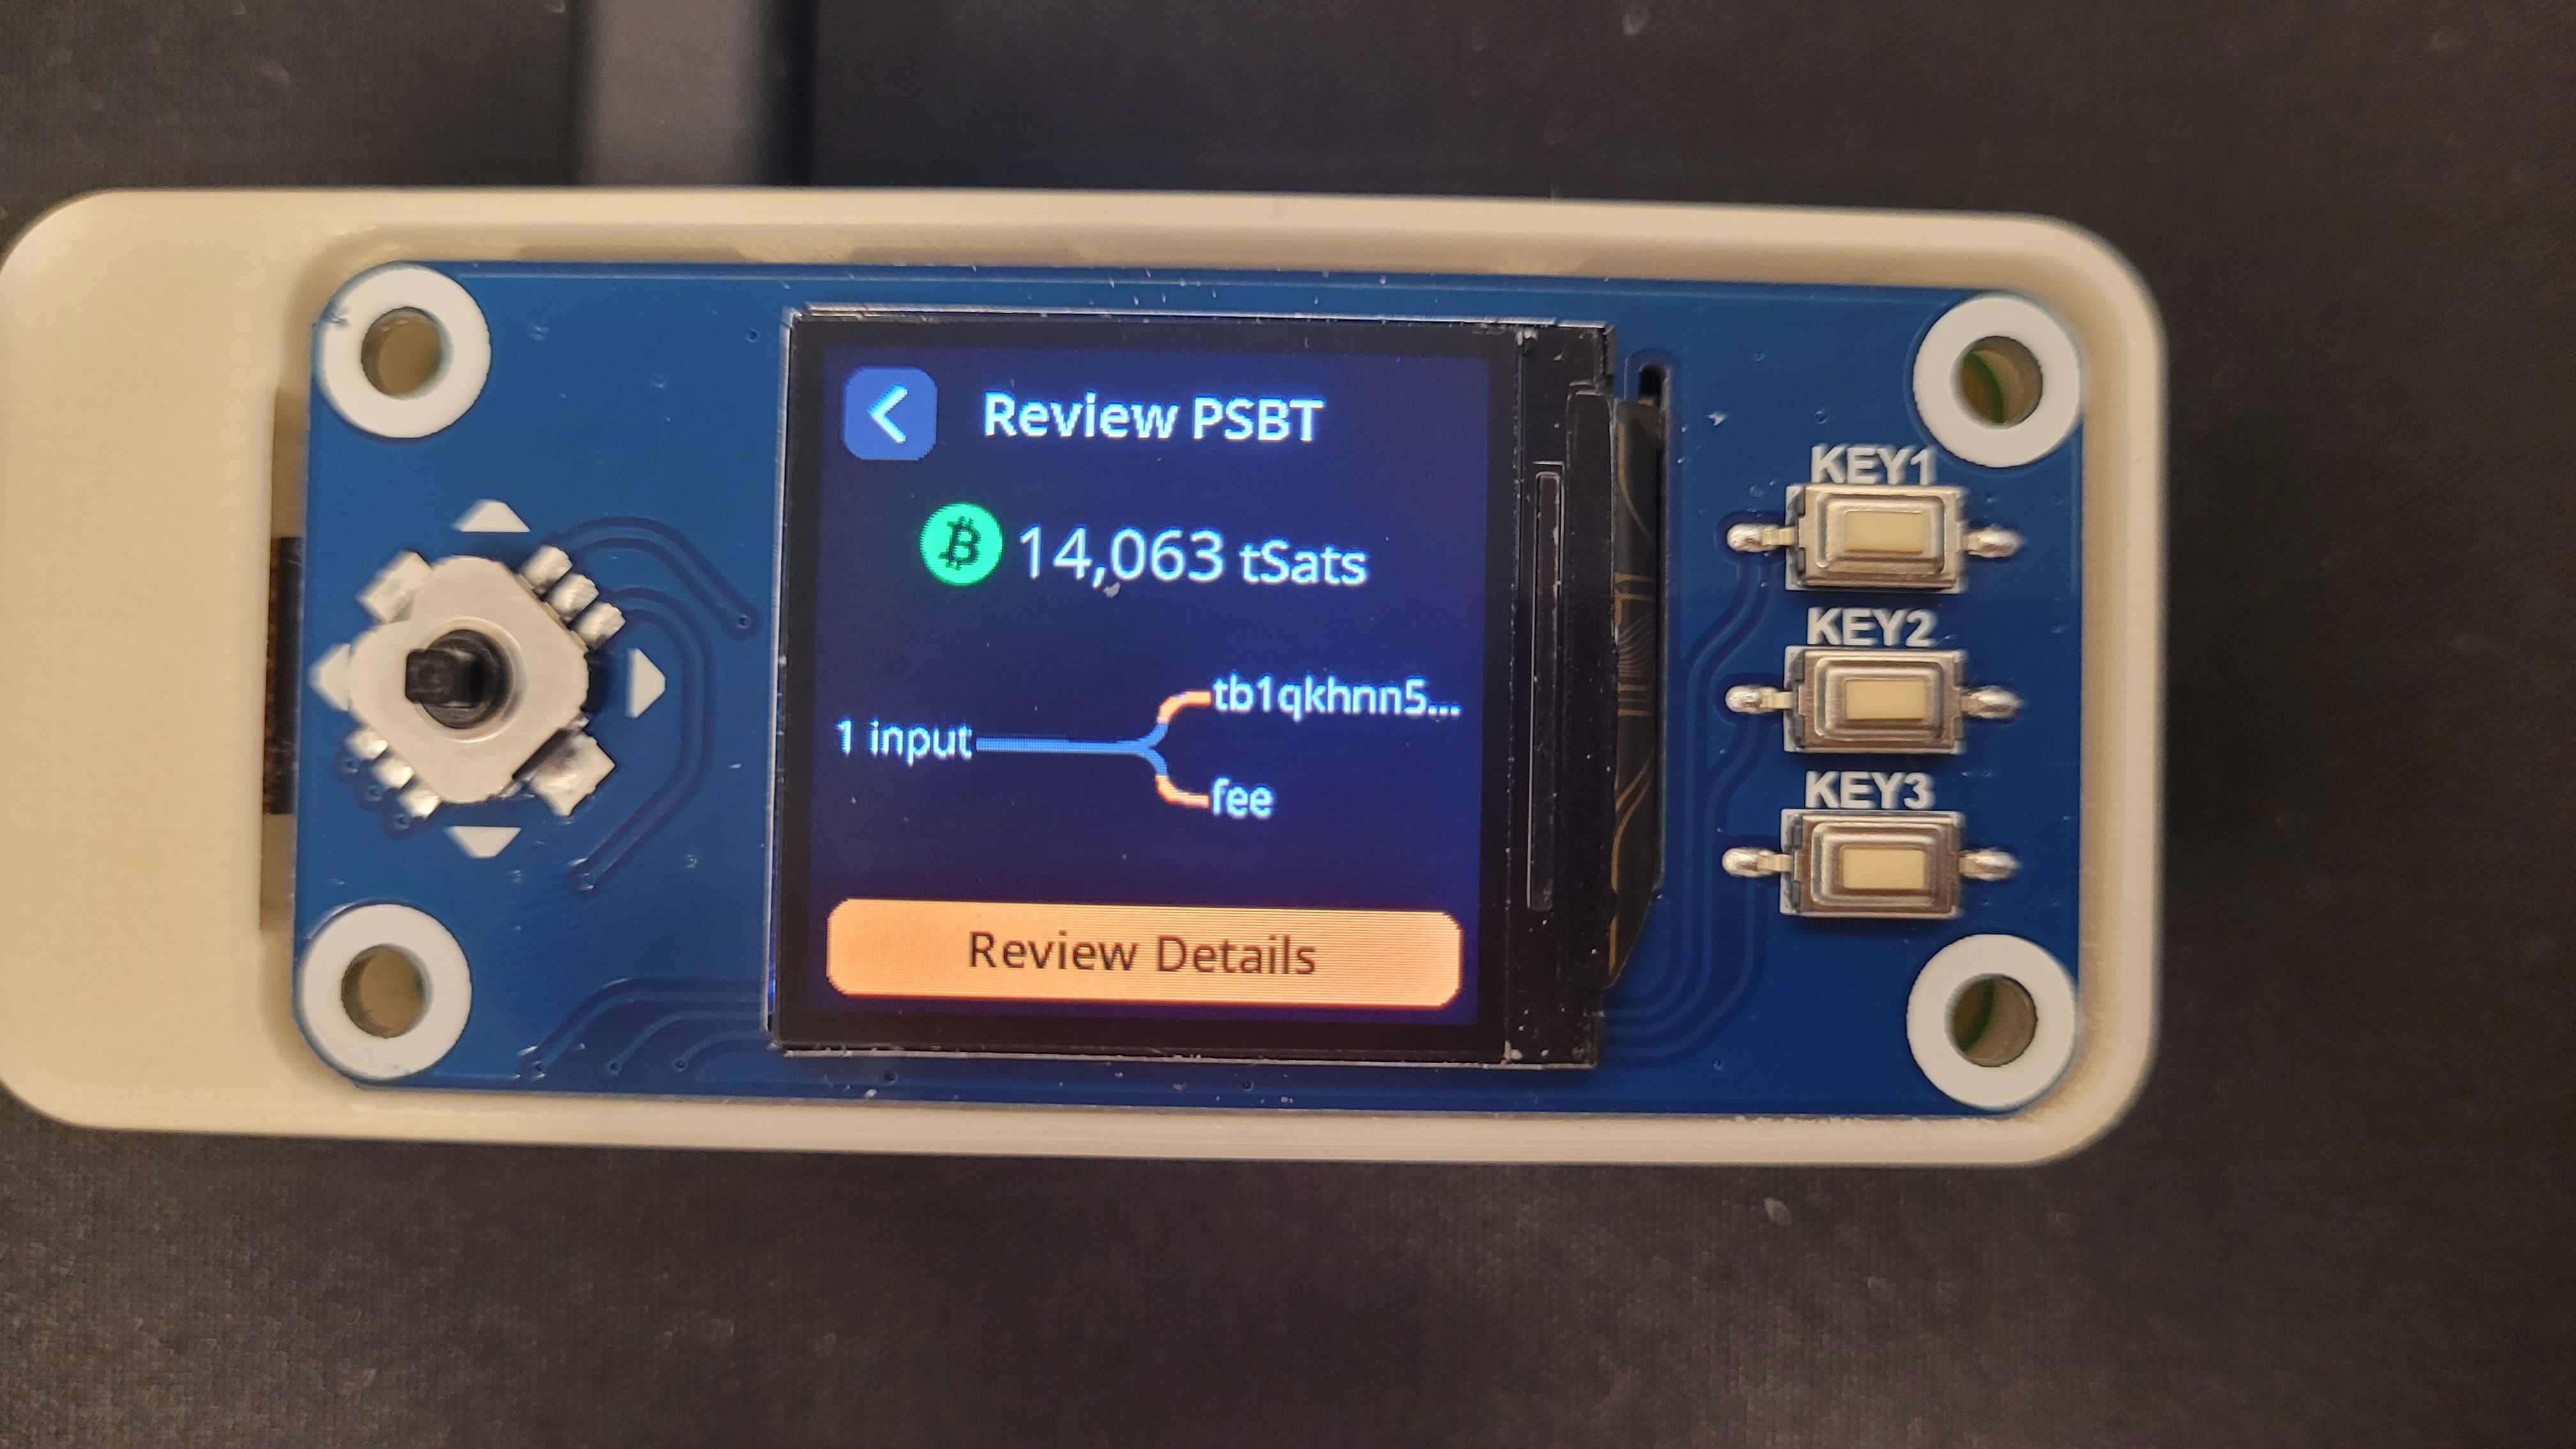 Review PSBT
14,063 tSats
1 input
tb1qkhnn5...
fee
Review Details
KEY1
KEY2
KEY3